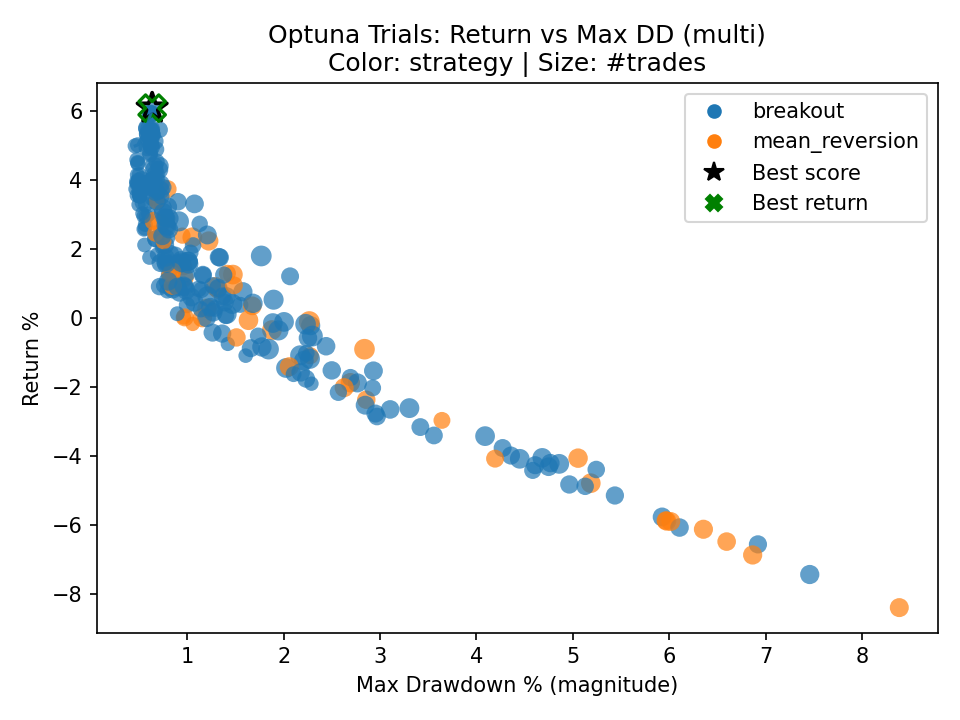 Optuna Trials: Return vs Max DD (multi)
Color: strategy | Size: #trades
breakout
mean_reversion
Best score
Best return
Return %
6
4
2
0
−2
−4
−6
−8
1
2
3
4
5
6
7
8
Max Drawdown % (magnitude)